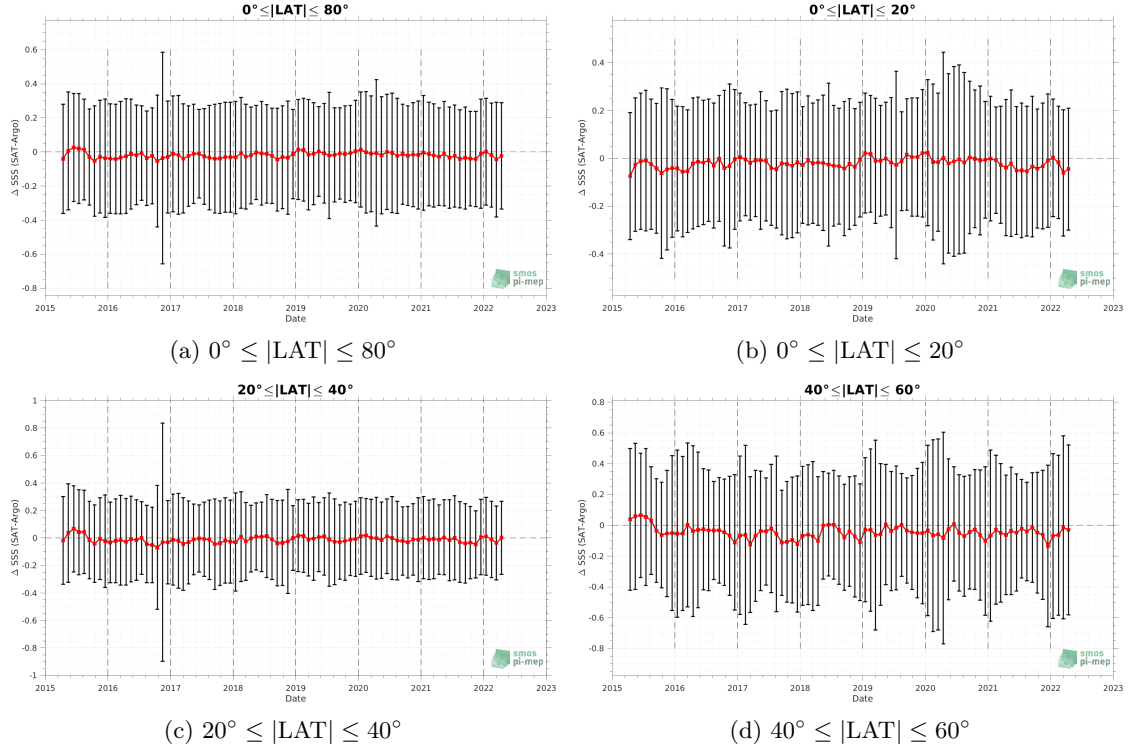 0°≤|LAT|≤ 80°
Δ SSS (SAT-Argo)
0.6
0.4
0.2
0
-0.2
-0.4
-0.6
-0.8
2015 2016 2017 2018 2019 2020 2021 2022 2023
Date
smos
pi-mep
(a) 0° ≤ |LAT| ≤ 80°
0°≤|LAT|≤ 20°
Δ SSS (SAT-Argo)
0.4
0.2
0
-0.2
-0.4
2015 2016 2017 2018 2019 2020 2021 2022 2023
Date
smos
pi-mep
(b) 0° ≤ |LAT| ≤ 20°
20°≤|LAT|≤ 40°
Δ SSS (SAT-Argo)
1
0.8
0.6
0.4
0.2
0
-0.2
-0.4
-0.6
-0.8
-1
2015 2016 2017 2018 2019 2020 2021 2022 2023
Date
smos
pi-mep
(c) 20° ≤ |LAT| ≤ 40°
40°≤|LAT|≤ 60°
Δ SSS (SAT-Argo)
0.8
0.6
0.4
0.2
0
-0.2
-0.4
-0.6
-0.8
2015 2016 2017 2018 2019 2020 2021 2022 2023
Date
smos
pi-mep
(d) 40° ≤ |LAT| ≤ 60°